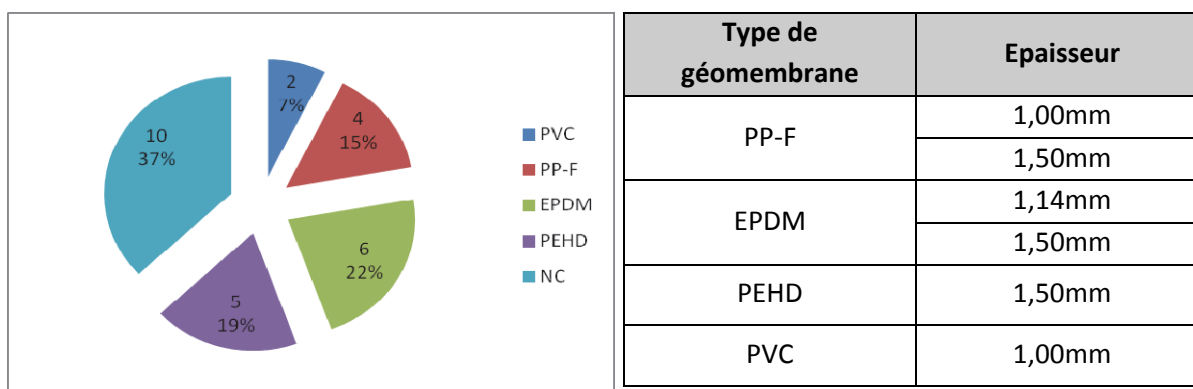 2
7%
4
15%
6
22%
5
19%
10
37%
PVC
PP-F
EPDM
PEHD
NC
Type de
géomembrane
Epaisseur
PP-F
1,00mm
1,50mm
EPDM
1,14mm
1,50mm
PEHD
1,50mm
PVC
1,00mm